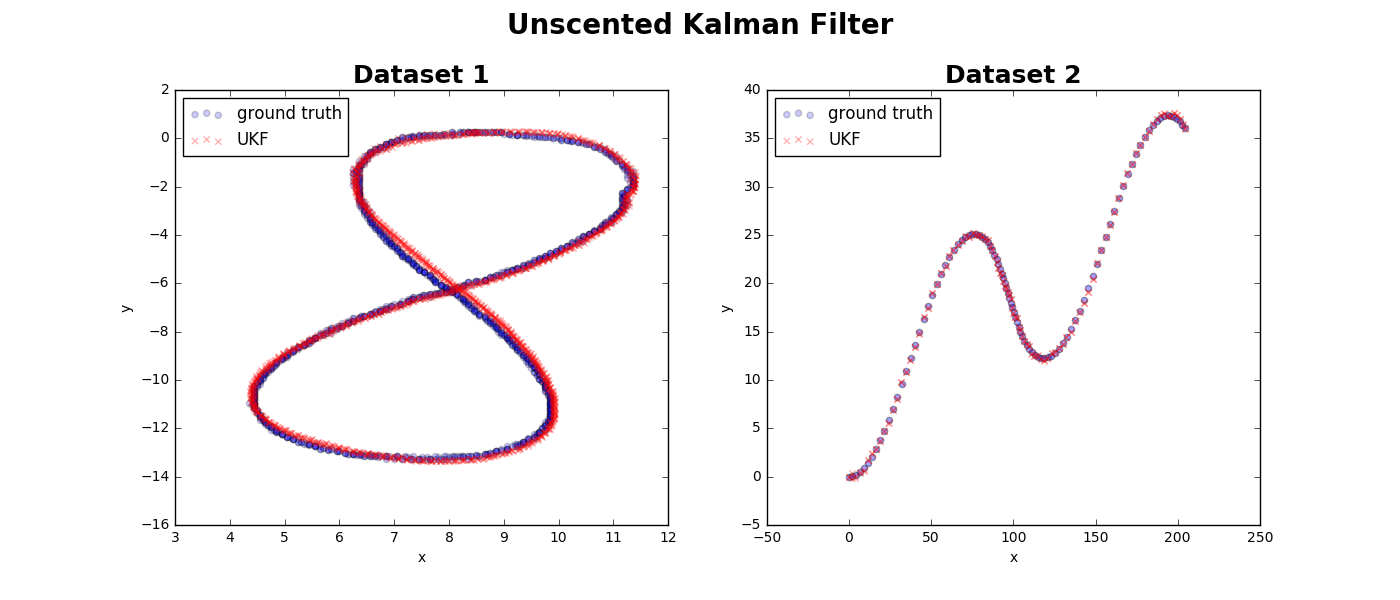 Unscented Kalman Filter
Dataset 1
ground truth
UKF
2
0
−2
−4
−6
−8
−10
−12
−14
−16
y
3 4 5 6 7 8 9 10 11 12
x
Dataset 2
ground truth
UKF
40
35
30
25
20
15
10
5
0
−5
y
−50 0 50 100 150 200 250
x